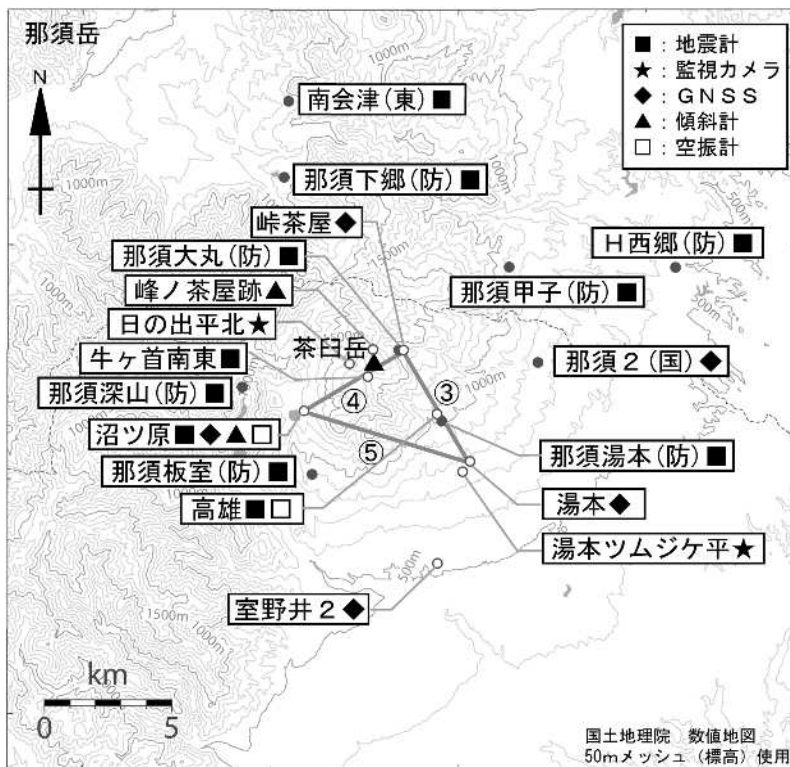 那須岳
■：地震計
★：監視カメラ
◆：ＧＮＳＳ
▲：傾斜計
□：空振計
N
1000m
南会津(東)■
那須下郷(防)■
峠茶屋◆
1500m
500m
那須大丸(防)■
Ｈ西郷(防)■
峰ノ茶屋跡▲
那須甲子(防)■
500m
日の出平北★
茶臼岳
牛ヶ首南東■
那須２(国)◆
1000m
那須深山(防)■
③
④
沼ツ原■◆▲□
⑤
那須湯本(防)■
那須板室(防)■
1000m
高雄■□
湯本◆
湯本ツムジケ平★
500m
室野井２◆
1500m
1000m
km
0 5
国土地理院　数値地図
50mメッシュ（標高）使用